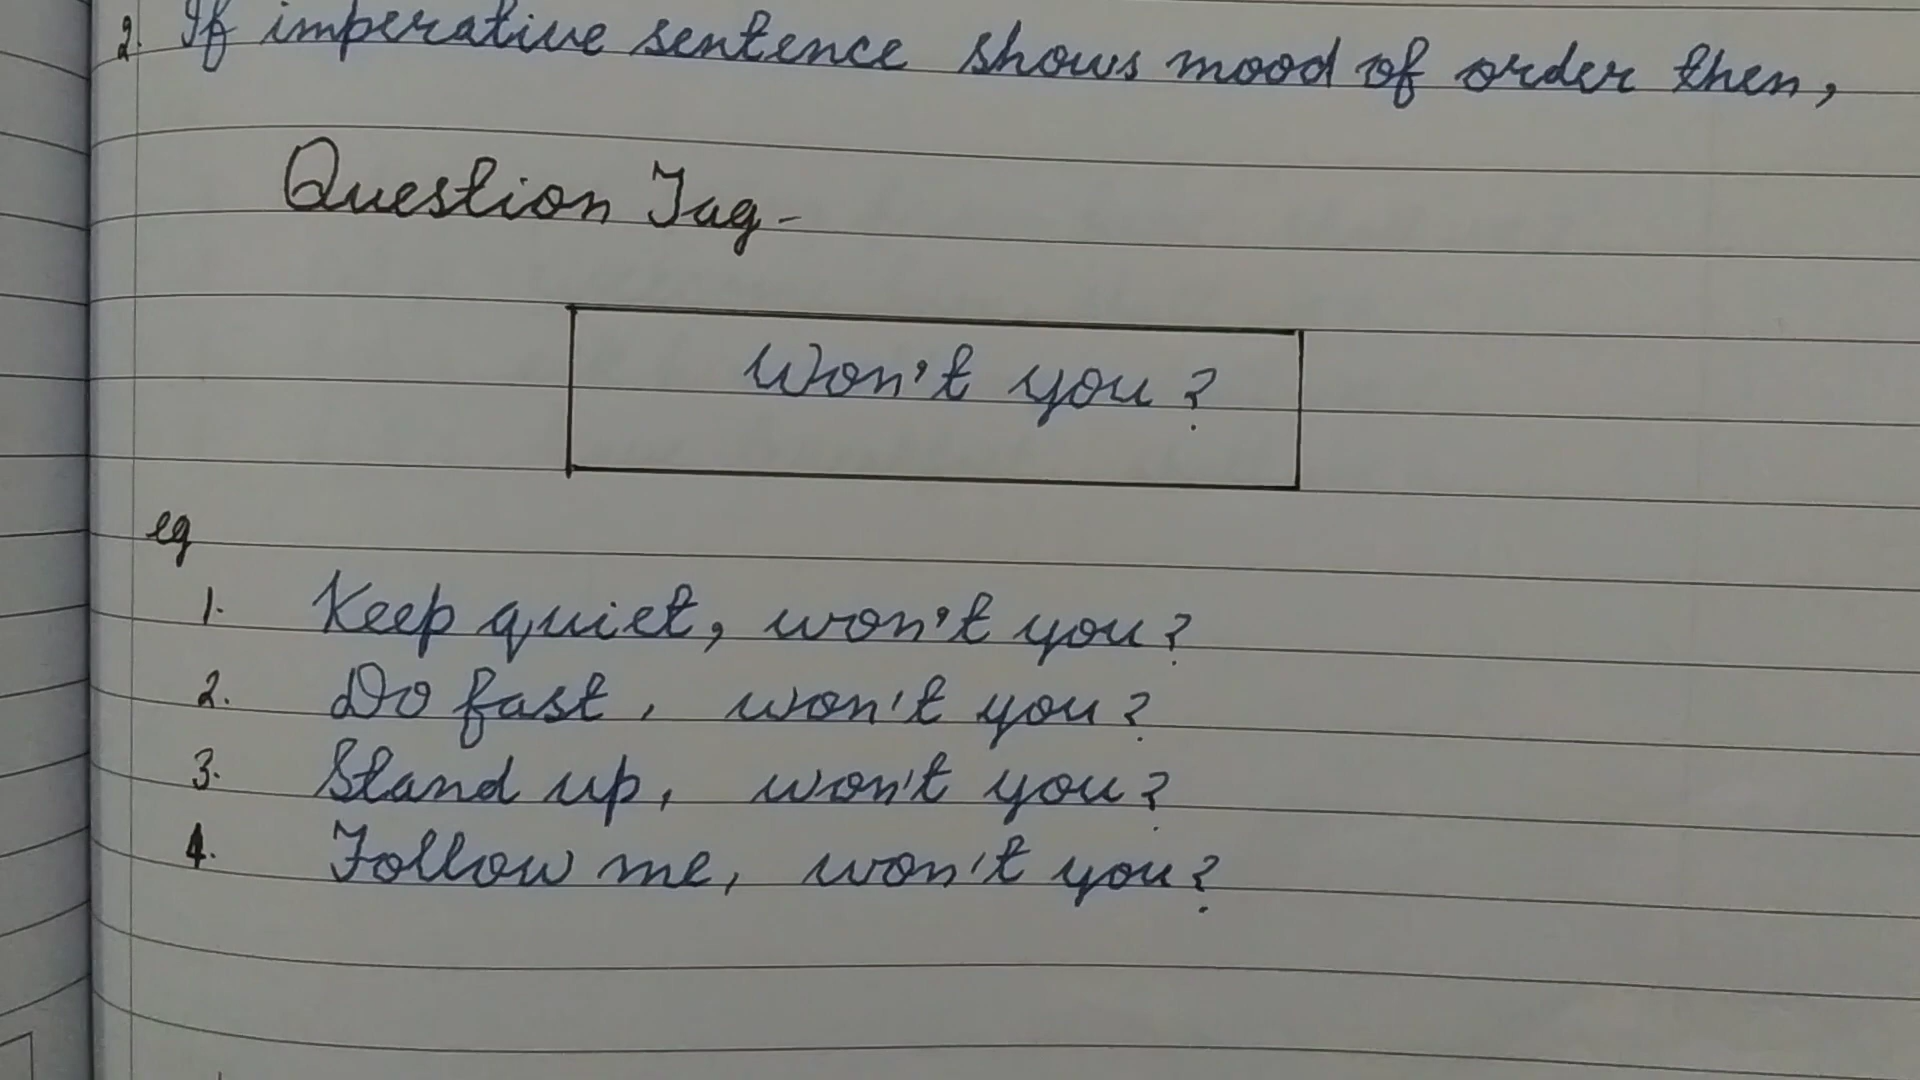 2. If imperative sentence shows mood of order then,
Question Tag -
Won't you?
eg
1. Keep quiet, won't you?
2. Do fast, won't you?
3. Stand up, won't you?
4. Follow me, won't you?